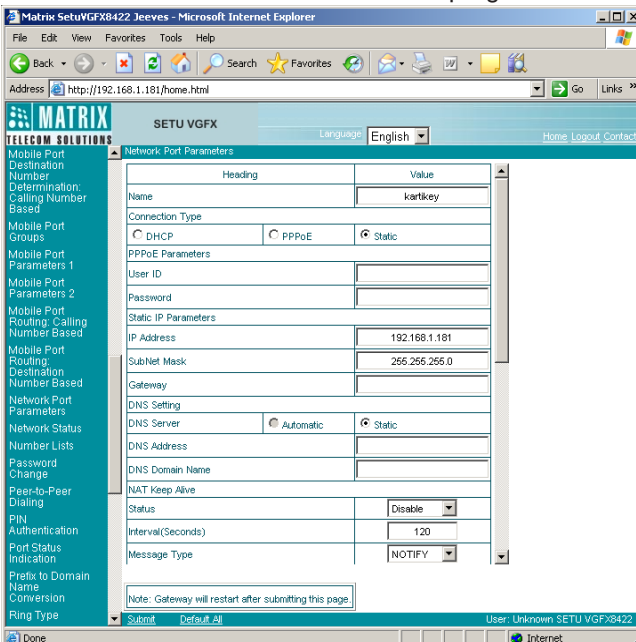 Matrix SetuVGFX8422 Jeeves - Microsoft Internet Explorer
File Edit View Favorites Tools Help
Back Search Favorites
Address http://192.168.1.181/home.html Go Links »
MATRIX
TELECOM SOLUTIONS
SETU VGFX
Language English
Home Logout Contact
Mobile Port
Destination
Number
Determination:
Calling Number
Based
Mobile Port
Groups
Mobile Port
Parameters 1
Mobile Port
Parameters 2
Mobile Port
Routing: Calling
Number Based
Mobile Port
Routing:
Destination
Number Based
Network Port
Parameters
Network Status
Number Lists
Password
Change
Peer-to-Peer
Dialing
PIN
Authentication
Port Status
Indication
Prefix to Domain
Name
Conversion
Ring Type
Network Port Parameters
Heading Value
Name kartikey
Connection Type
DHCP PPPoE Static
PPPoE Parameters
User ID
Password
Static IP Parameters
IP Address 192.168.1.181
SubNet Mask 255.255.255.0
Gateway
DNS Setting
DNS Server Automatic Static
DNS Address
DNS Domain Name
NAT Keep Alive
Status Disable
Interval(Seconds) 120
Message Type NOTIFY
Note: Gateway will restart after submitting this page.
Submit Default All User: Unknown SETU VGFX8422
Done Internet